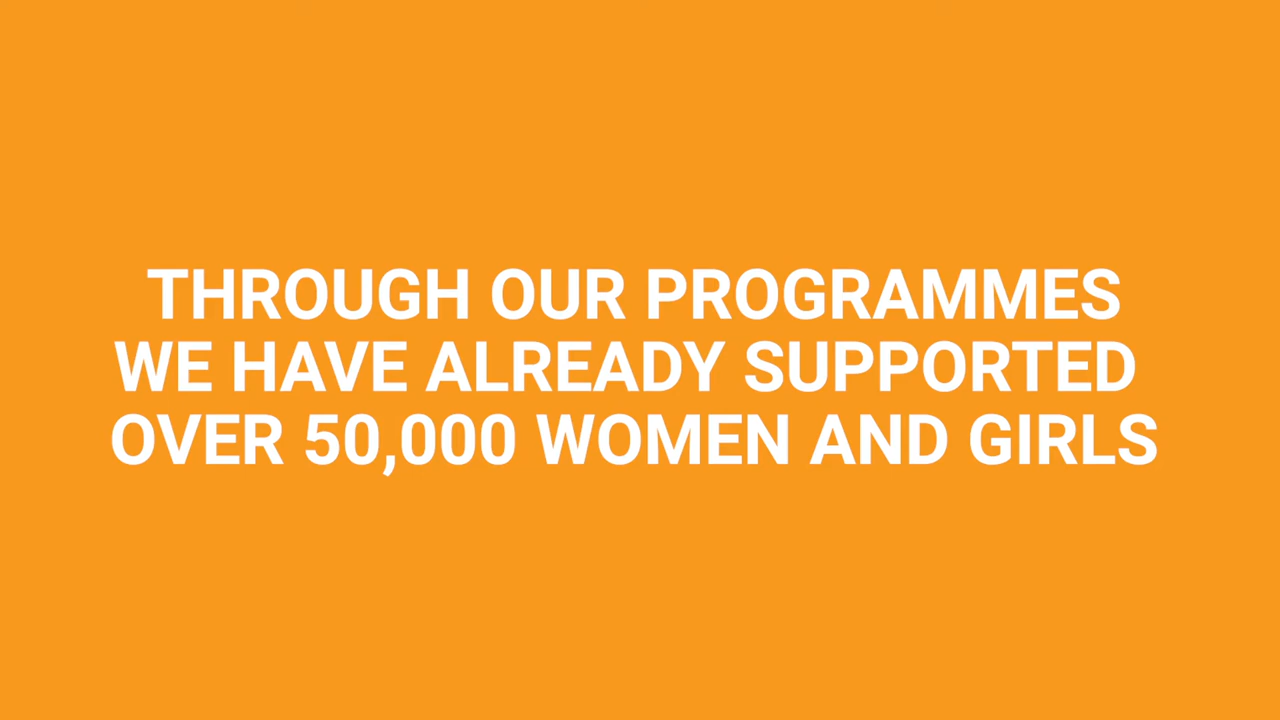 THROUGH OUR PROGRAMMES
WE HAVE ALREADY SUPPORTED
OVER 50,000 WOMEN AND GIRLS